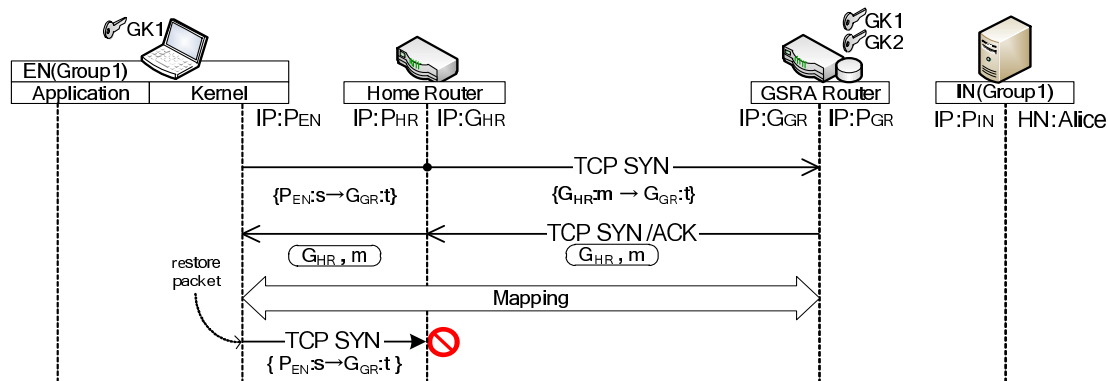 GK1
GK1
GK2
EN(Group1)
Application
Kernel
Home Router
GSRA Router
IN(Group1)
IP:PEN
IP:PHR
IP:GHR
IP:GGR
IP:PGR
IP:PIN
HN:Alice
TCP SYN
{PEN:s→GGR:t}
{GHR:m → GGR:t}
TCP SYN /ACK
GHR , m
GHR , m
restore
packet
Mapping
TCP SYN
{ PEN:s→GGR:t }